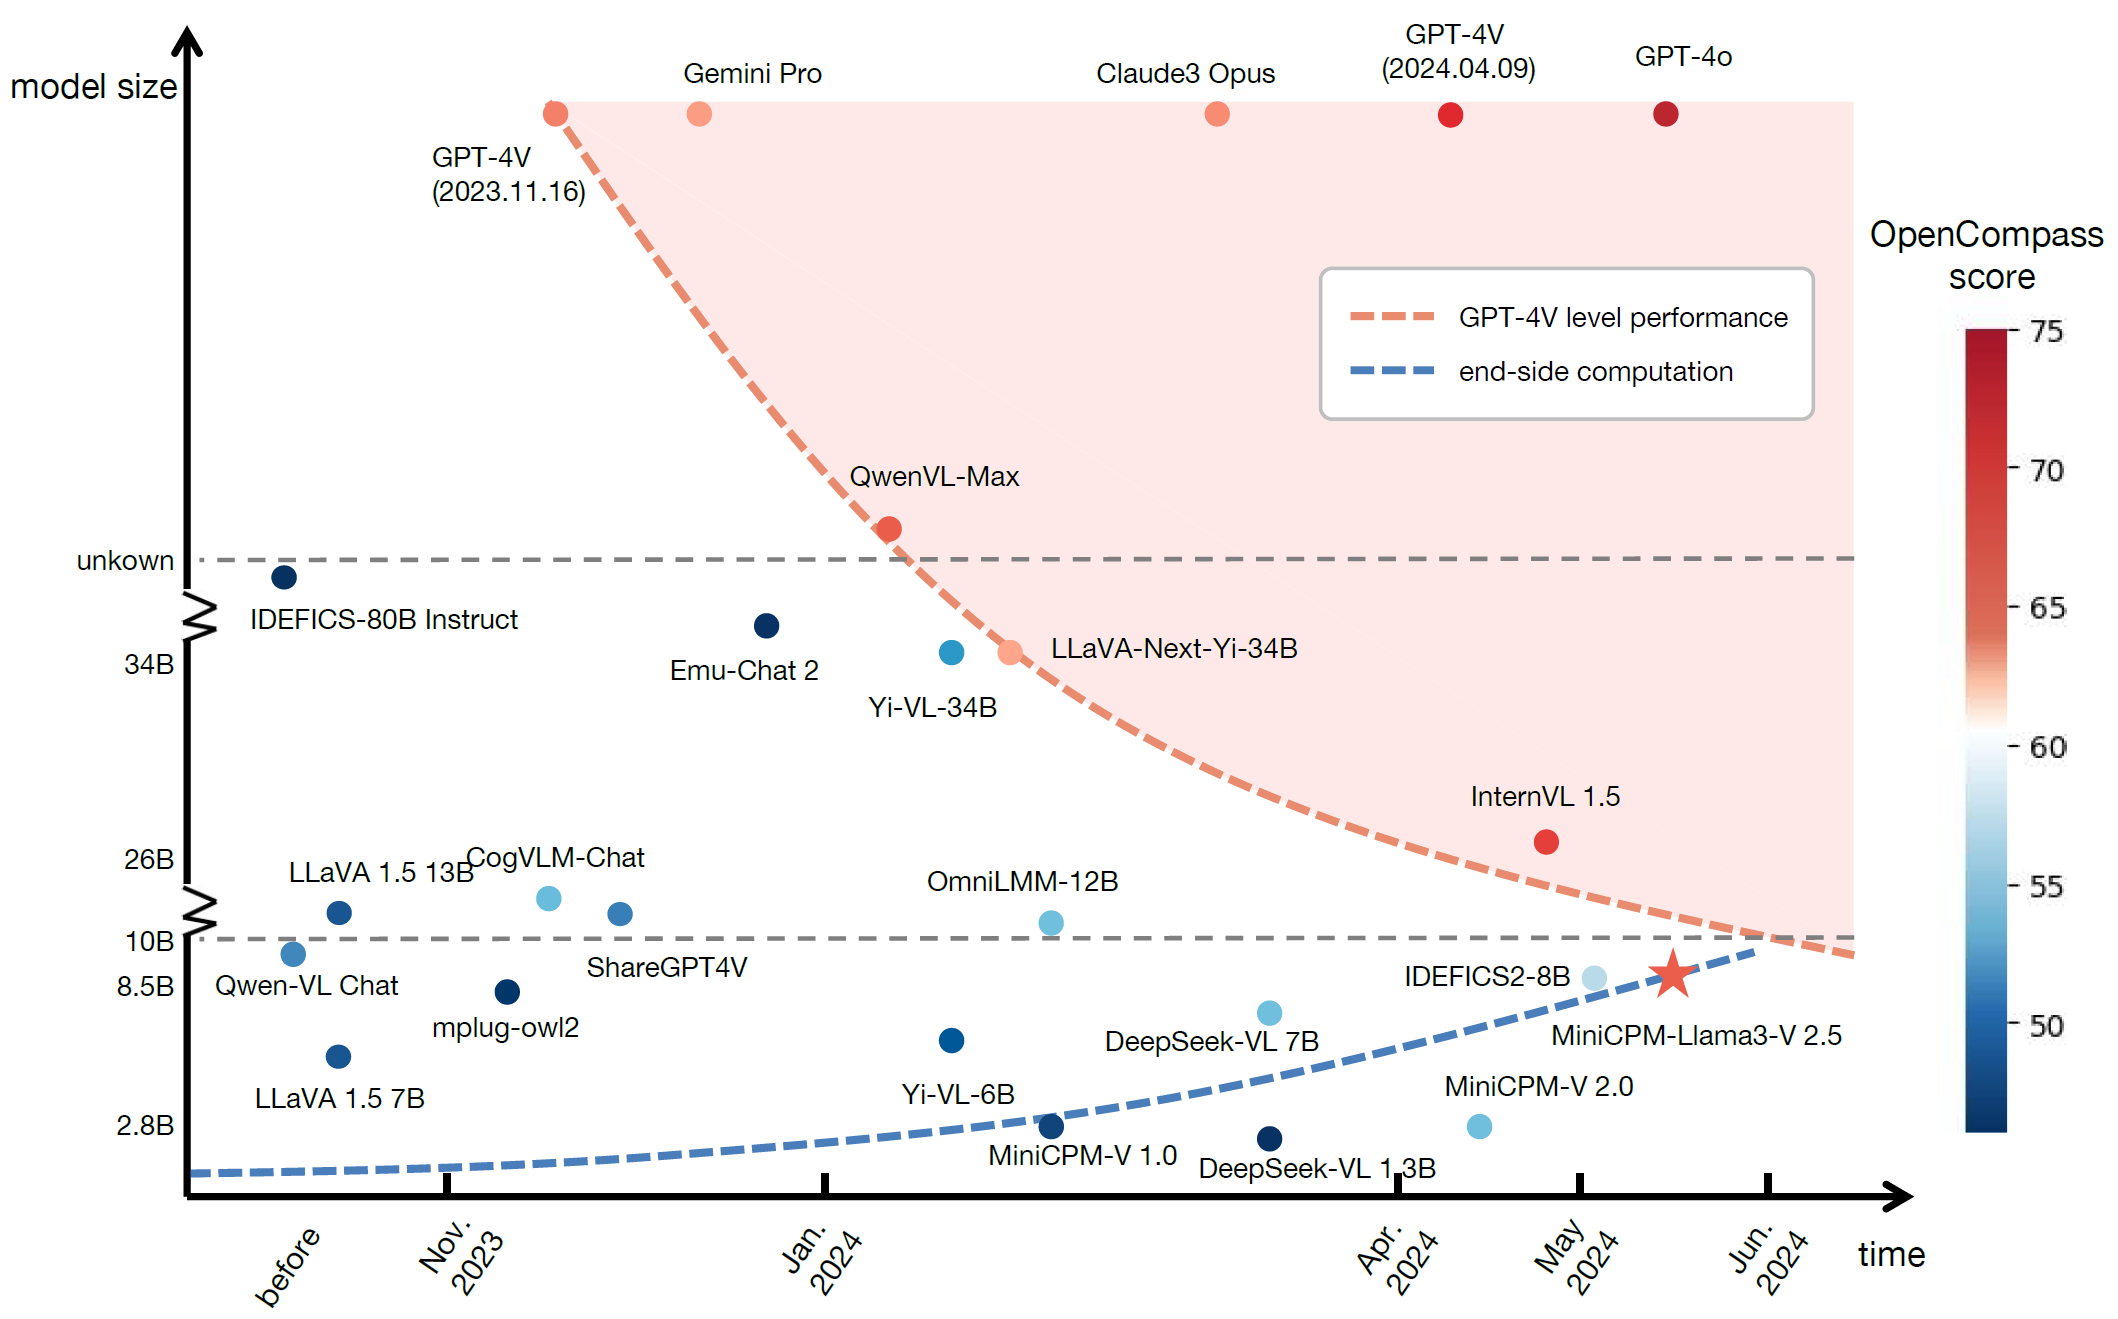 model size
Gemini Pro
Claude3 Opus
GPT-4V
(2024.04.09)
GPT-4o
GPT-4V
(2023.11.16)
OpenCompass
score
GPT-4V level performance
end-side computation
75
70
65
60
55
50
QwenVL-Max
unkown
IDEFICS-80B Instruct
Emu-Chat 2
LLaVA-Next-Yi-34B
34B
Yi-VL-34B
InternVL 1.5
26B
LLaVA 1.5 13B
CogVLM-Chat
OmniLMM-12B
10B
ShareGPT4V
Qwen-VL Chat
8.5B
IDEFICS2-8B
mplug-owl2
DeepSeek-VL 7B
MiniCPM-Llama3-V 2.5
LLaVA 1.5 7B
Yi-VL-6B
MiniCPM-V 2.0
2.8B
MiniCPM-V 1.0
DeepSeek-VL 1.3B
before
Nov.
2023
Jan.
2024
Apr.
2024
May
2024
Jun.
2024
time